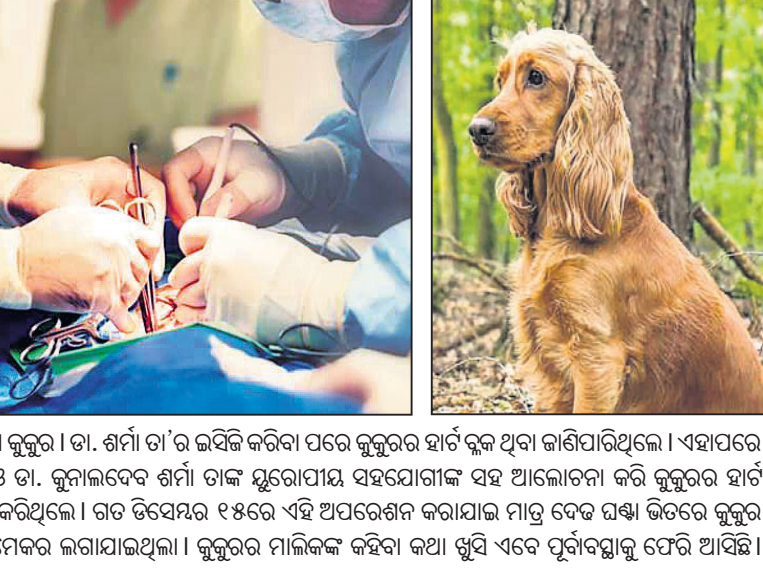 କୁକୁର । ଡା. ଶର୍ମା ତା'ର ଇସିଜି କରିବା ପରେ କୁକୁରର ହାର୍ଟ ବ୍ଲକ ଥିବା ଜାଣିପାରିଥିଲେ । ଏହାପରେ
ଡା. କୁନାଲଦେବ ଶର୍ମା ତାଙ୍କ ୟୁରୋପୀୟ ସହଯୋଗୀଙ୍କ ସହ ଆଲୋଚନା କରି କୁକୁରର ହାର୍ଟ
କରିଥିଲେ । ଗତ ଡିସେମ୍ବର ୧୫ରେ ଏହି ଅପରେଶନ କରାଯାଇ ମାତ୍ର ଦେଢ ଘଣ୍ଟା ଭିତରେ କୁକୁର
ମେକର ଲଗାଯାଇଥିଲା । କୁକୁରର ମାଲିକଙ୍କ କହିବା କଥା ଖୁସି ଏବେ ପୂର୍ବାବସ୍ଥାକୁ ଫେରି ଆସିଛି ।